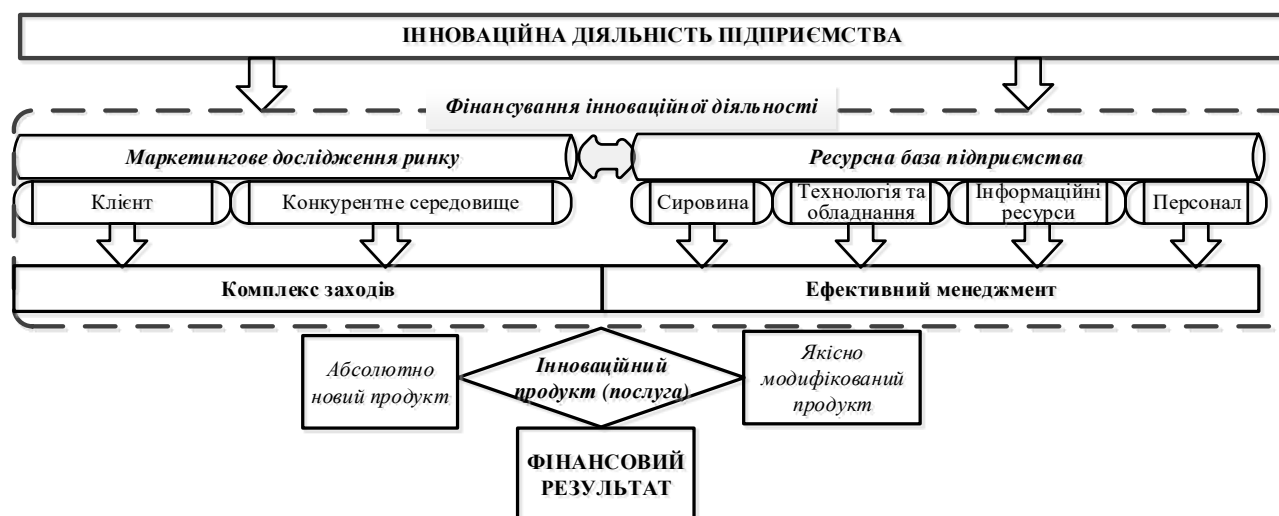 ІННОВАЦІЙНА ДІЯЛЬНІСТЬ ПІДПРИЄМСТВА
Фінансування інноваційної діяльності
Маркетингове дослідження ринку
Ресурсна база підприємства
Клієнт
Конкурентне середовище
Сировина
Технологія та
обладнання
Інформаційні
ресурси
Персонал
Комплекс заходів
Ефективний менеджмент
Абсолютно
новий продукт
Інноваційний
продукт (послуга)
Якісно
модифікований
продукт
ФІНАНСОВИЙ
РЕЗУЛЬТАТ